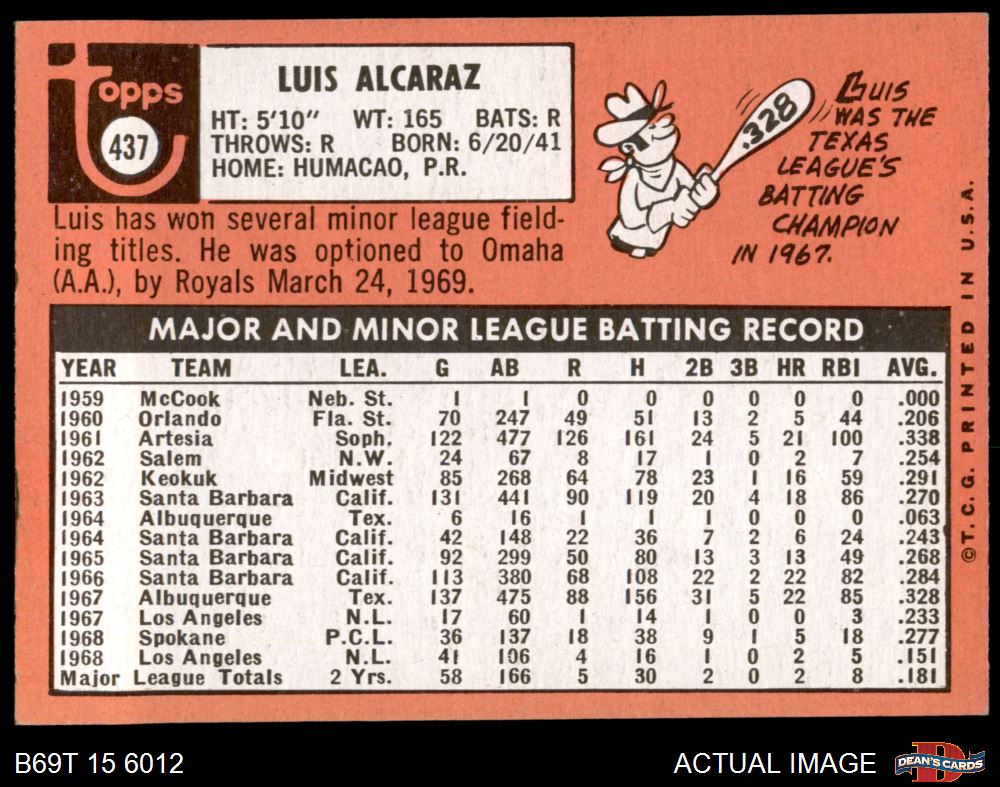 topps
437
LUIS ALCARAZ
HT: 5'10" WT: 165 BATS: R
THROWS: R BORN: 6/20/41
HOME: HUMACAO, P.R.
Luis has won several minor league field-
ing titles. He was optioned to Omaha
(A.A.), by Royals March 24, 1969.
.328
LUIS
WAS THE
TEXAS
LEAGUE'S
BATTING
CHAMPION
IN 1967.
MAJOR AND MINOR LEAGUE BATTING RECORD
YEAR TEAM LEA. G AB R H 2B 3B HR RBI AVG.
1959 McCook Neb. St. 1 1 0 0 0 0 0 0 .000
1960 Orlando Fla. St. 70 247 49 51 13 2 5 44 .206
1961 Artesia Soph. 122 477 126 161 24 5 21 100 .338
1962 Salem N.W. 24 67 8 17 1 0 2 7 .254
1962 Keokuk Midwest 85 268 64 78 23 1 16 59 .291
1963 Santa Barbara Calif. 131 441 90 119 20 4 18 86 .270
1964 Albuquerque Tex. 6 16 1 1 1 0 0 0 .063
1964 Santa Barbara Calif. 42 148 22 36 7 2 6 24 .243
1965 Santa Barbara Calif. 92 299 50 80 13 3 13 49 .268
1966 Santa Barbara Calif. 113 380 68 108 22 2 22 82 .284
1967 Albuquerque Tex. 137 475 88 156 31 5 22 85 .328
1967 Los Angeles N.L. 17 60 1 14 1 0 0 3 .233
1968 Spokane P.C.L. 36 137 18 38 9 1 5 18 .277
1968 Los Angeles N.L. 41 106 4 16 1 0 2 5 .151
Major League Totals 2 Yrs. 58 166 5 30 2 0 2 8 .181
©T.C.G. PRINTED IN U.S.A.
B69T 15 6012
ACTUAL IMAGE
D
DEAN'S CARDS